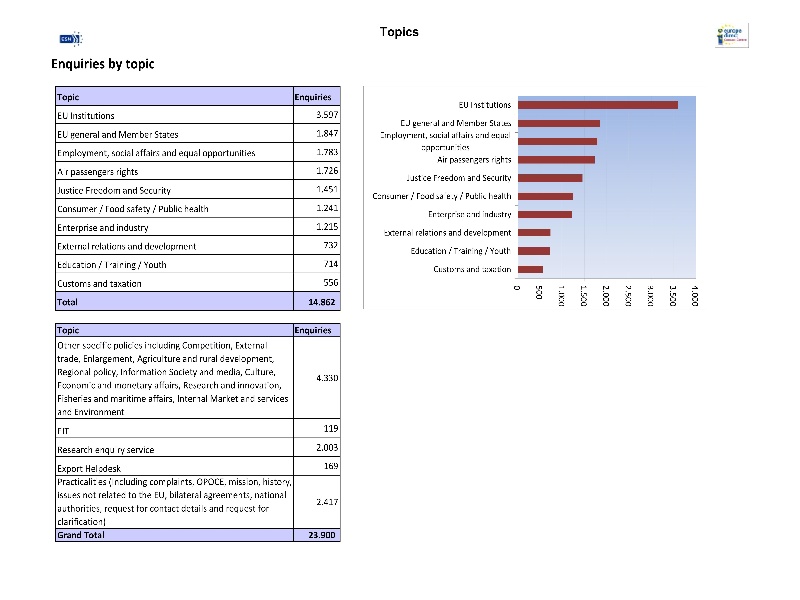 Topics
ESN
europe
direct
Enquiries by topic
Topic Enquiries
EU Institutions 3.597
EU general and Member States 1.847
Employment, social affairs and equal opportunities 1.783
Air passengers rights 1.726
Justice Freedom and Security 1.451
Consumer / Food safety / Public health 1.241
Enterprise and industry 1.215
External relations and development 732
Education / Training / Youth 714
Customs and taxation 556
Total 14.862
EU Institutions
EU general and Member States
Employment, social affairs and equal
opportunities
Air passengers rights
Justice Freedom and Security
Consumer / Food safety / Public health
Enterprise and industry
External relations and development
Education / Training / Youth
Customs and taxation
0 500 1.000 1.500 2.000 2.500 3.000 3.500 4.000
Topic Enquiries
Other specific policies including Competition, External
trade, Enlargement, Agriculture and rural development,
Regional policy, Information Society and media, Culture,
Economic and monetary affairs, Research and innovation,
Fisheries and maritime affairs, Internal Market and services
and Environment
4.330
EIT 119
Research enquiry service 2.003
Export Helpdesk 169
Practicalities (including complaints, OPOCE, mission, history,
issues not related to the EU, bilateral agreements, national
authorities, request for contact details and request for
clarification)
2.417
Grand Total 23.900